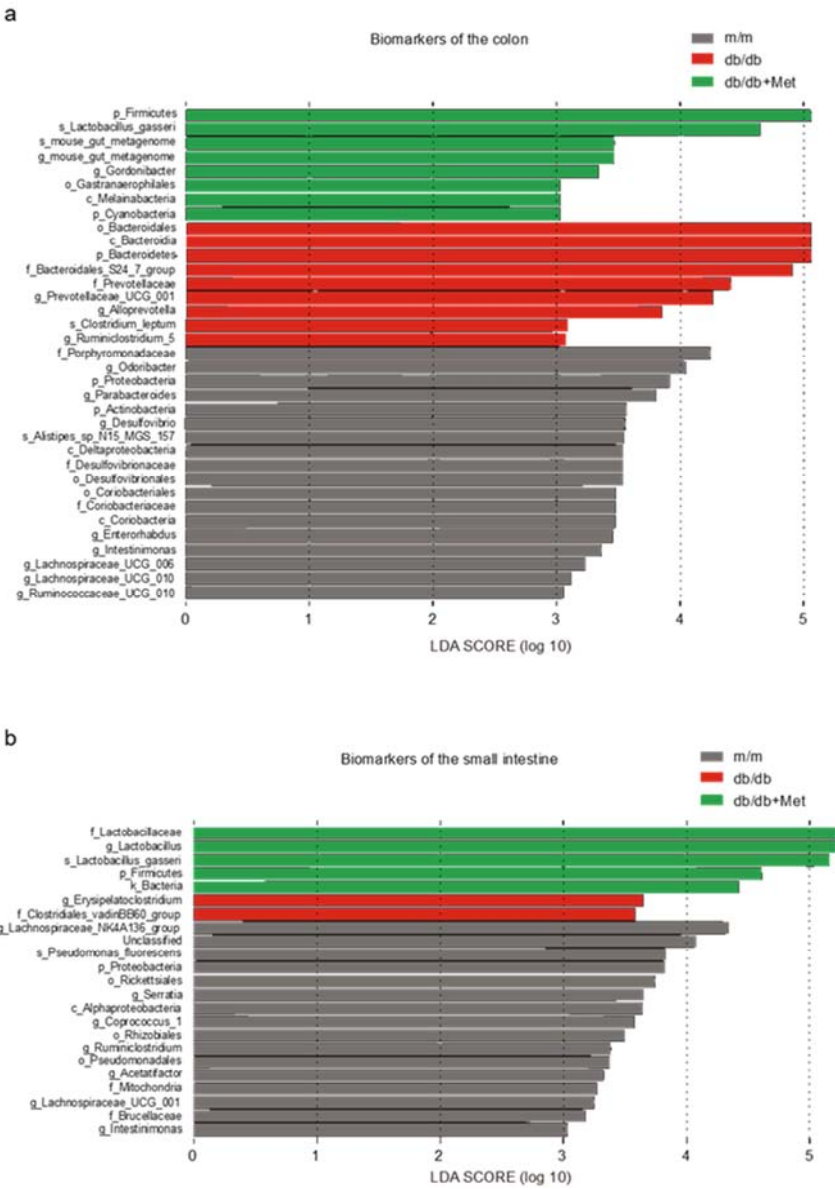 a
Biomarkers of the colon
m/m
db/db
db/db+Met
p_Firmicutes
s_Lactobacillus_gasseri
s_mouse_gut_metagenome
g_mouse_gut_metagenome
g_Gordonibacter
o_Gastranaerophilales
c_Melainabacteria
p_Cyanobacteria
o_Bacteroidales
c_Bacteroidia
p_Bacteroidetes
f_Bacteroidales_S24_7_group
f_Prevotellaceae
g_Prevotellaceae_UCG_001
g_Alloprevotella
s_Clostridium_leptum
g_Ruminiclostridium_5
f_Porphyromonadaceae
g_Odoribacter
p_Proteobacteria
g_Parabacteroides
p_Actinobacteria
g_Desulfovibrio
s_Alistipes_sp_N15_MGS_157
c_Deltaproteobacteria
f_Desulfovibrionaceae
o_Desulfovibrionales
o_Coriobacteriales
f_Coriobacteriaceae
c_Coriobacteria
g_Enterorhabdus
g_Intestinimonas
g_Lachnospiraceae_UCG_006
g_Lachnospiraceae_UCG_010
g_Ruminococcaceae_UCG_010
0 1 2 3 4 5
LDA SCORE (log 10)
b
Biomarkers of the small intestine
m/m
db/db
db/db+Met
f_Lactobacillaceae
g_Lactobacillus
s_Lactobacillus_gasseri
p_Firmicutes
k_Bacteria
g_Erysipelatoclostridium
f_Clostridiales_vadinBB60_group
g_Lachnospiraceae_NK4A136_group
Unclassified
s_Pseudomonas_fluorescens
p_Proteobacteria
o_Rickettsiales
g_Serratia
c_Alphaproteobacteria
g_Coprococcus_1
o_Rhizobiales
g_Ruminiclostridium
o_Pseudomonadales
g_Acetatifactor
f_Mitochondria
g_Lachnospiraceae_UCG_001
f_Brucellaceae
g_Intestinimonas
0 1 2 3 4 5
LDA SCORE (log 10)